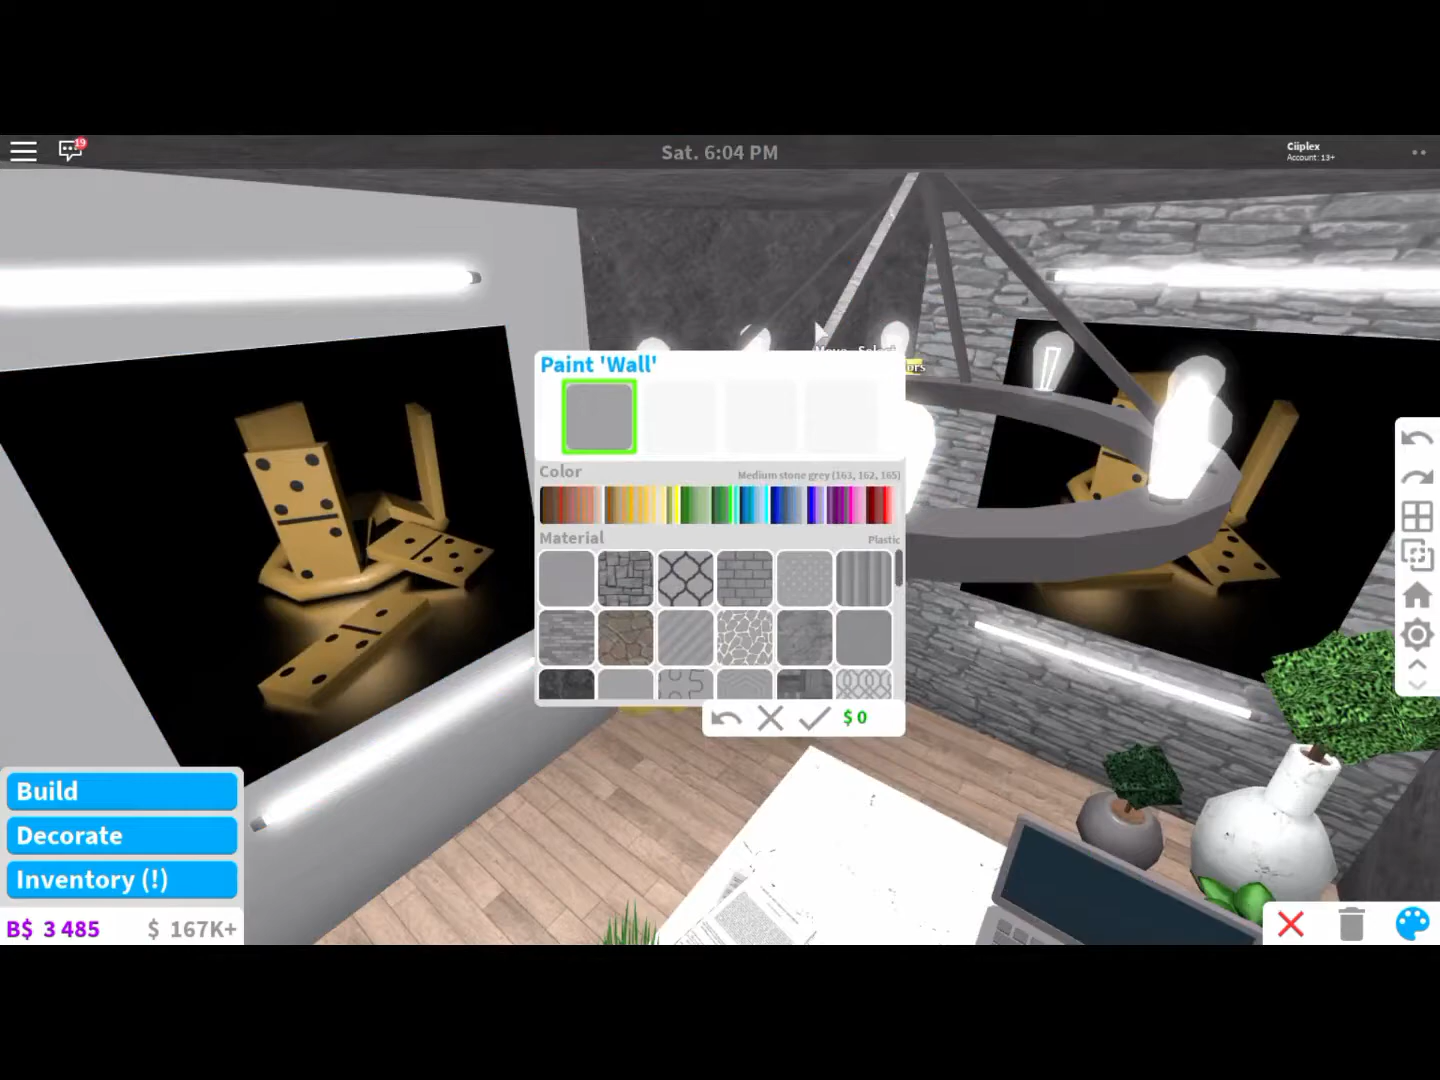 19
Sat. 6:04 PM
Ciiplex
Account: 13+
Paint 'Wall'
Color
Medium stone grey (163, 162, 165)
Material
Plastic
$ 0
Build
Decorate
Inventory (!)
B$ 3 485
$ 167K+